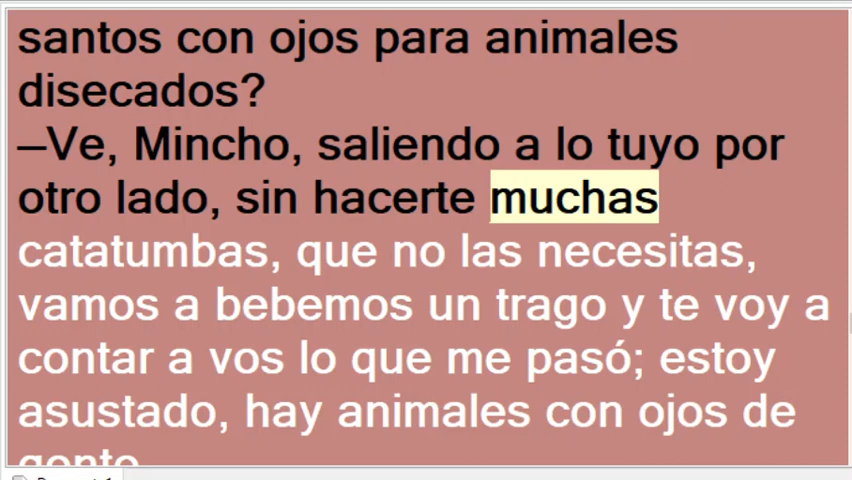 santos con ojos para animales
disecados?
—Ve, Mincho, saliendo a lo tuyo por
otro lado, sin hacerte muchas
catatumbas, que no las necesitas,
vamos a bebemos un trago y te voy a
contar a vos lo que me pasó; estoy
asustado, hay animales con ojos de
gente